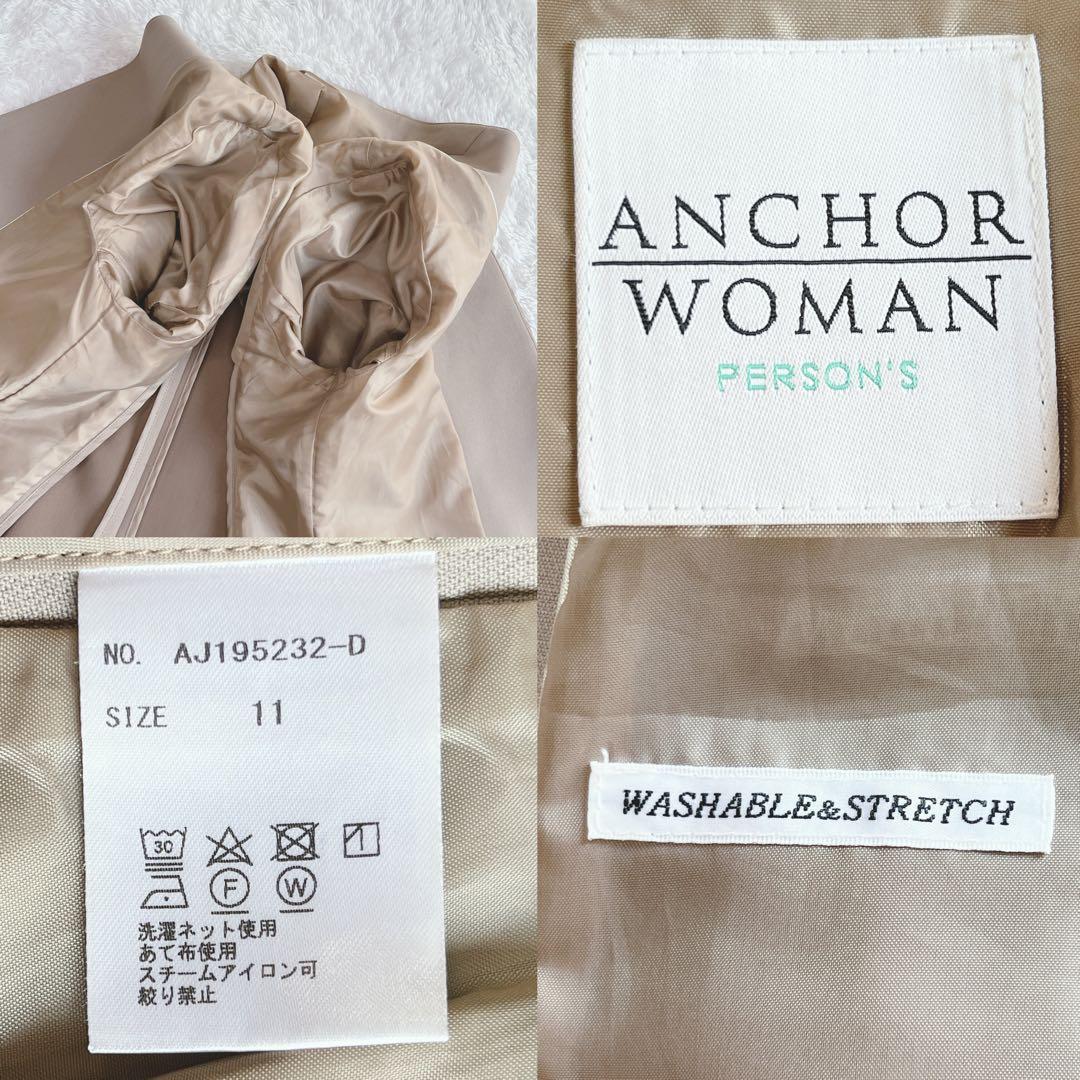 ANCHOR
WOMAN
PERSON'S
NO. AJ195232-D
SIZE 11
30
F W
洗濯ネット使用
あて布使用
スチームアイロン可
絞り禁止
WASHABLE&STRETCH